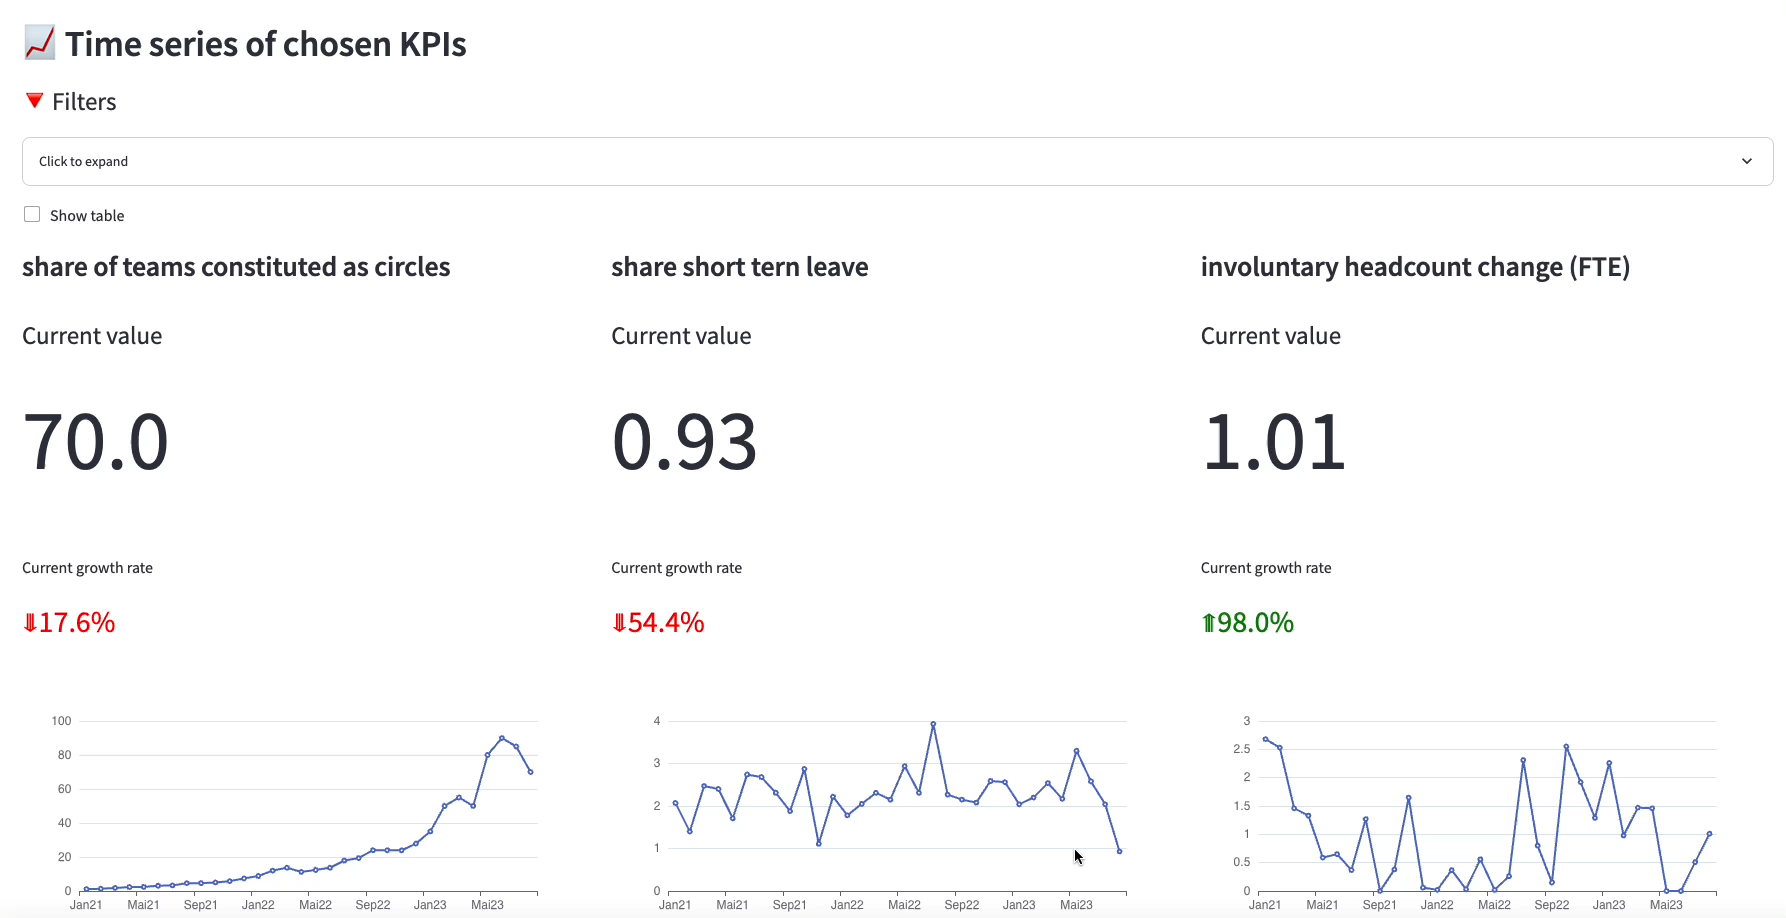 Time series of chosen KPIs
Filters
Click to expand
Show table
share of teams constituted as circles
Current value
70.0
Current growth rate
⤋17.6%
100
80
60
40
20
0
Jan21 Mai21 Sep21 Jan22 Mai22 Sep22 Jan23 Mai23
share short tern leave
Current value
0.93
Current growth rate
⤋54.4%
4
3
2
1
0
Jan21 Mai21 Sep21 Jan22 Mai22 Sep22 Jan23 Mai23
involuntary headcount change (FTE)
Current value
1.01
Current growth rate
⤊98.0%
3
2.5
2
1.5
1
0.5
0
Jan21 Mai21 Sep21 Jan22 Mai22 Sep22 Jan23 Mai23